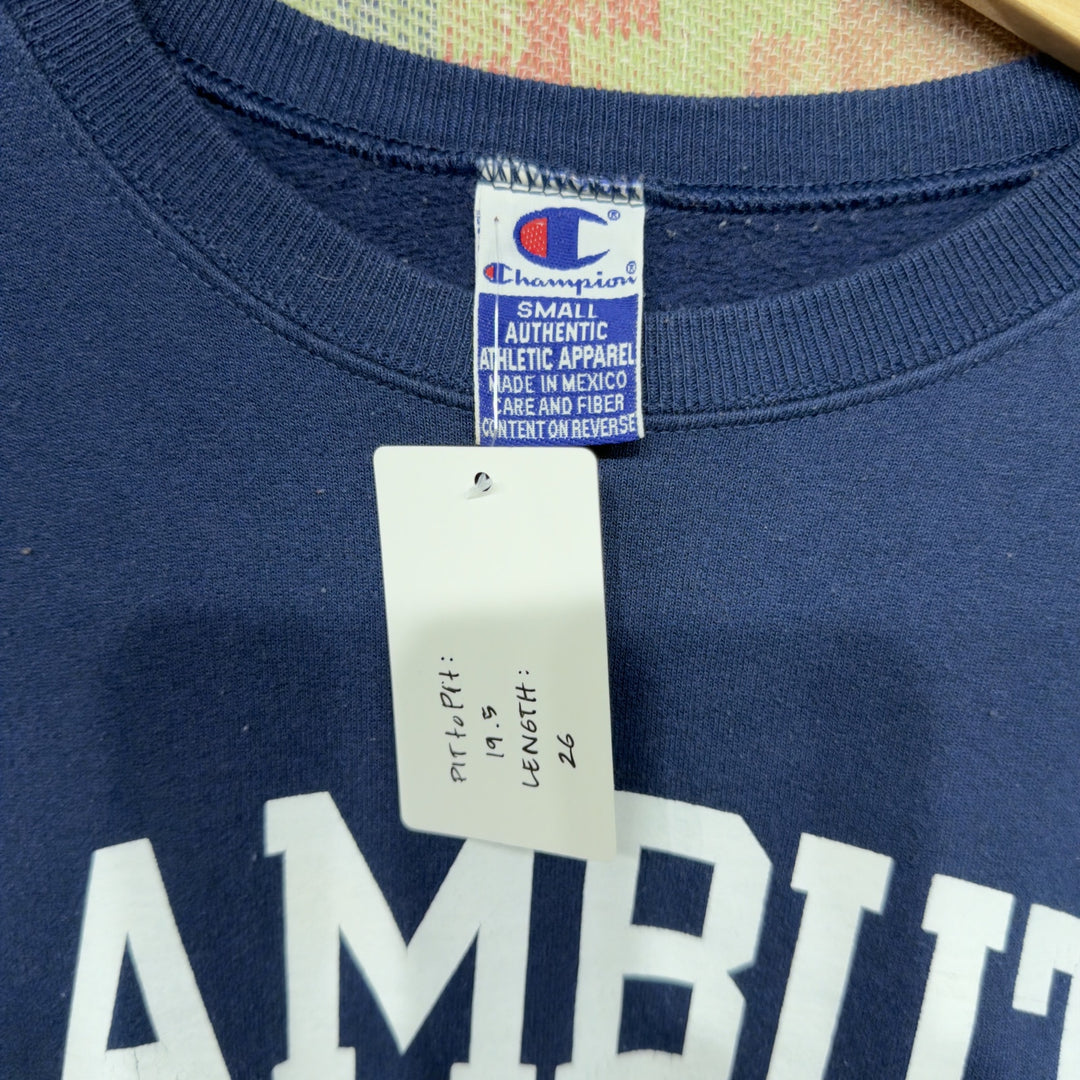 Champion
SMALL
AUTHENTIC
ATHLETIC APPAREL
MADE IN MEXICO
CARE AND FIBER
CONTENT ON REVERSE
PIT to Pit:
19.5
LENGTH:
26
AMBU